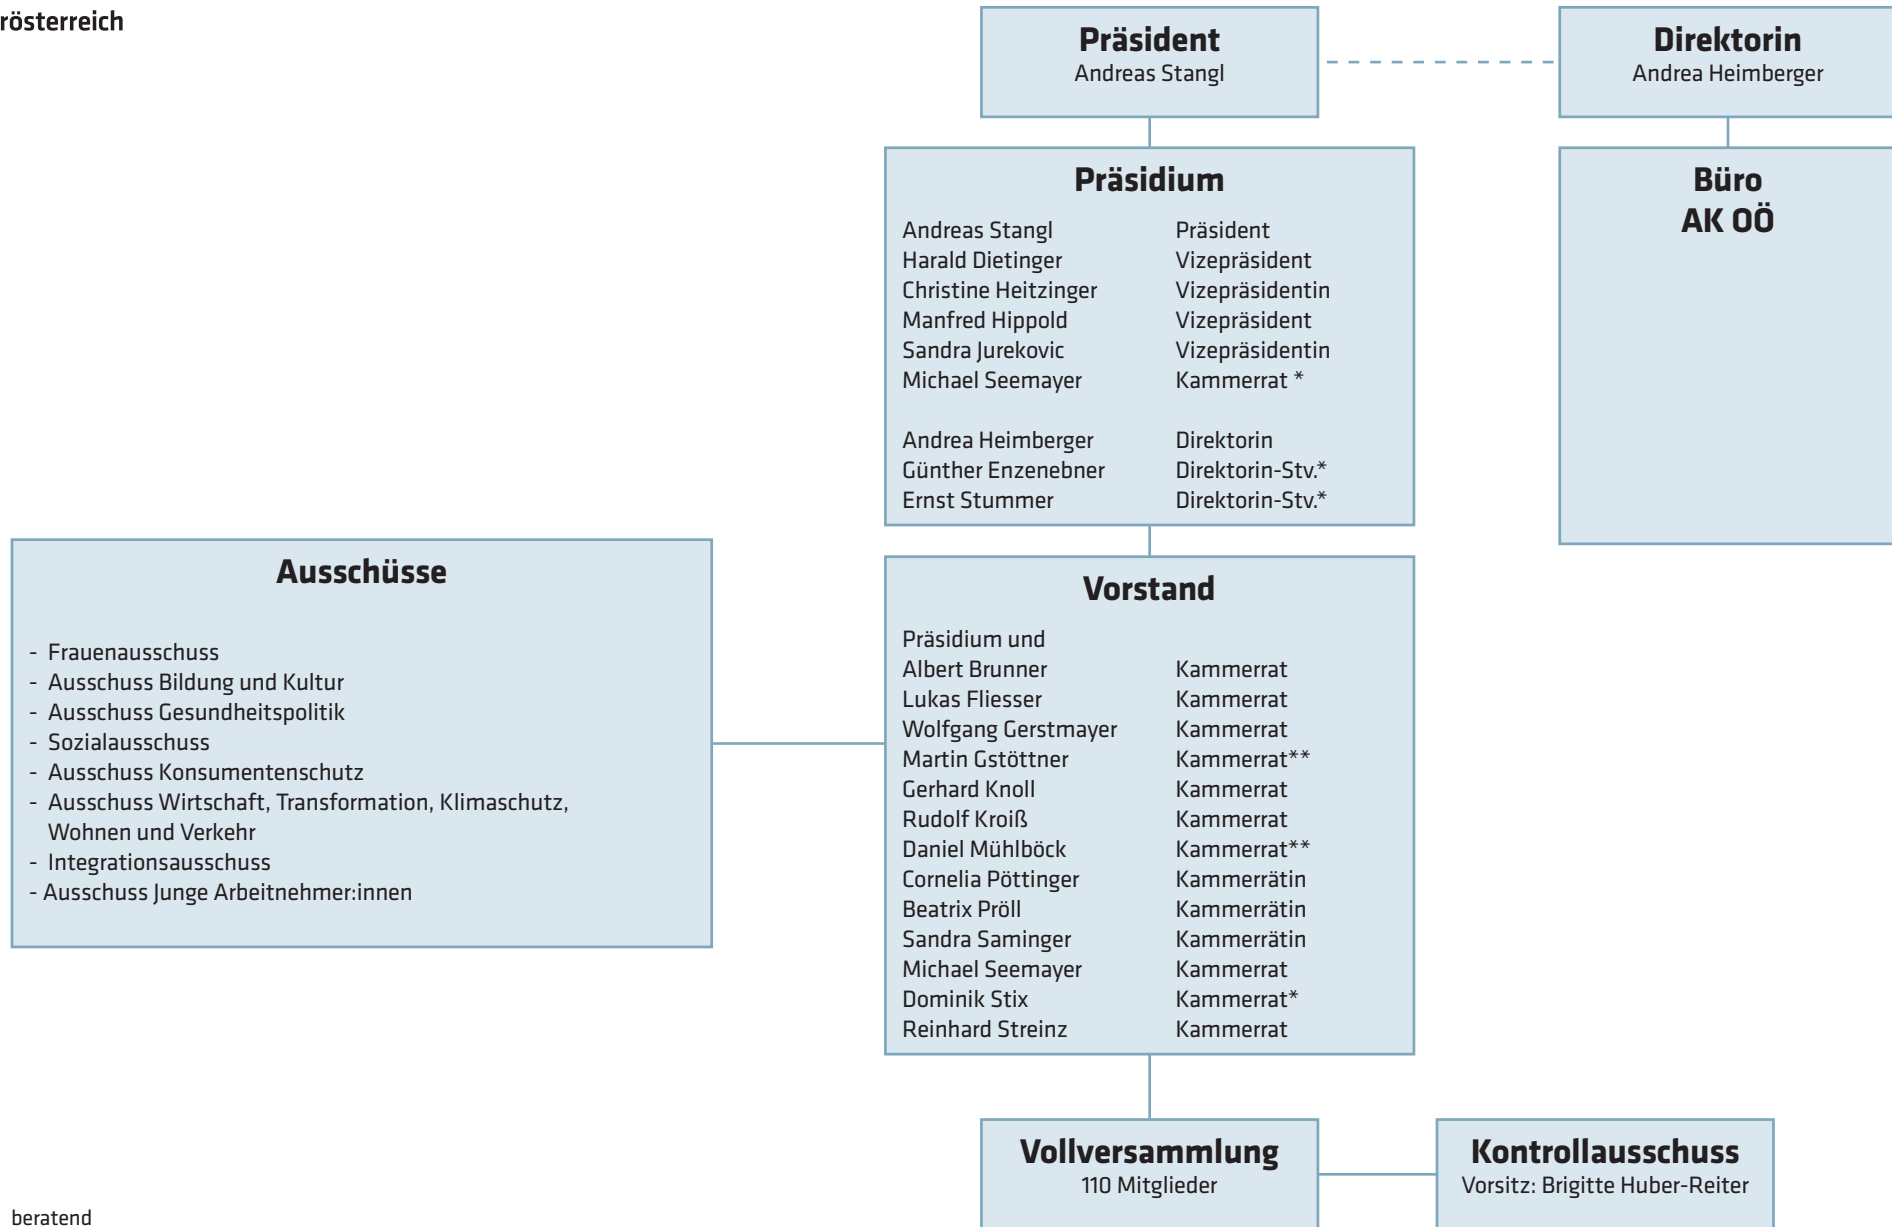 rösterreich
Präsident
Andreas Stangl
Direktorin
Andrea Heimberger
Präsidium
Andreas Stangl Präsident
Harald Dietinger Vizepräsident
Christine Heitzinger Vizepräsidentin
Manfred Hippold Vizepräsident
Sandra Jurekovic Vizepräsidentin
Michael Seemayer Kammerrat *
Andrea Heimberger Direktorin
Günther Enzenebner Direktorin-Stv.*
Ernst Stummer Direktorin-Stv.*
Büro
AK OÖ
Ausschüsse
- Frauenausschuss
- Ausschuss Bildung und Kultur
- Ausschuss Gesundheitspolitik
- Sozialausschuss
- Ausschuss Konsumentenschutz
- Ausschuss Wirtschaft, Transformation, Klimaschutz,
Wohnen und Verkehr
- Integrationsausschuss
- Ausschuss Junge Arbeitnehmer:innen
Vorstand
Präsidium und
Albert Brunner Kammerrat
Lukas Fliesser Kammerrat
Wolfgang Gerstmayer Kammerrat
Martin Gstöttner Kammerrat**
Gerhard Knoll Kammerrat
Rudolf Kroiß Kammerrat
Daniel Mühlböck Kammerrat**
Cornelia Pöttinger Kammerrätin
Beatrix Pröll Kammerrätin
Sandra Saminger Kammerrätin
Michael Seemayer Kammerrat
Dominik Stix Kammerrat*
Reinhard Streinz Kammerrat
Vollversammlung
110 Mitglieder
Kontrollausschuss
Vorsitz: Brigitte Huber-Reiter
beratend